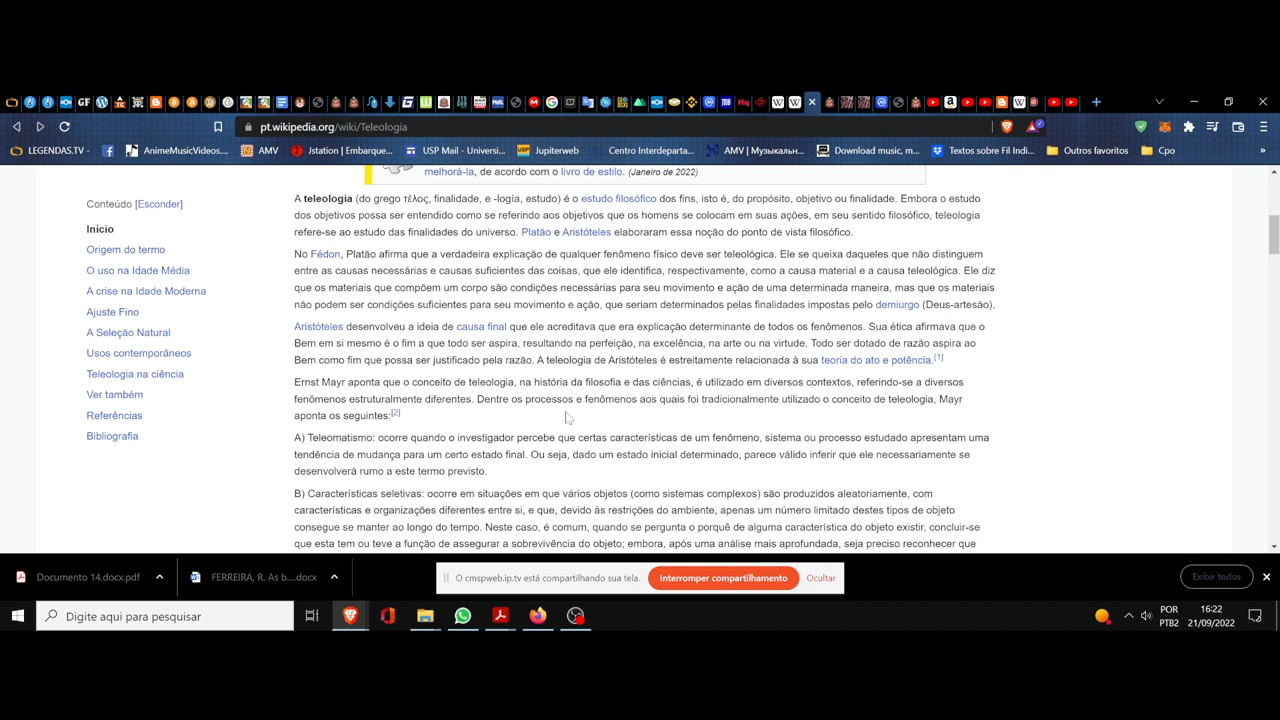 pt.wikipedia.org/wiki/Teleologia
LEGENDAS.TV -
AnimeMusicVideos...
AMV
Jstation | Embarque...
USP Mail - Universi...
Jupiterweb
Centro Interdeparta...
AMV | Музыкальн...
Download music, m...
Textos sobre Fil Indi...
Outros favoritos
Cpo
»
melhorá-la, de acordo com o livro de estilo. (Janeiro de 2022)
Conteúdo [Esconder]
Início
Origem do termo
O uso na Idade Média
A crise na Idade Moderna
Ajuste Fino
A Seleção Natural
Usos contemporâneos
Teleologia na ciência
Ver também
Referências
Bibliografia
A teleologia (do grego τέλος, finalidade, e -logía, estudo) é o estudo filosófico dos fins, isto é, do propósito, objetivo ou finalidade. Embora o estudo
dos objetivos possa ser entendido como se referindo aos objetivos que os homens se colocam em suas ações, em seu sentido filosófico, teleologia
refere-se ao estudo das finalidades do universo. Platão e Aristóteles elaboraram essa noção do ponto de vista filosófico.
No Fédon, Platão afirma que a verdadeira explicação de qualquer fenômeno físico deve ser teleológica. Ele se queixa daqueles que não distinguem
entre as causas necessárias e causas suficientes das coisas, que ele identifica, respectivamente, como a causa material e a causa teleológica. Ele diz
que os materiais que compõem um corpo são condições necessárias para seu movimento e ação de uma determinada maneira, mas que os materiais
não podem ser condições suficientes para seu movimento e ação, que seriam determinados pelas finalidades impostas pelo demiurgo (Deus-artesão).
Aristóteles desenvolveu a ideia de causa final que ele acreditava que era explicação determinante de todos os fenômenos. Sua ética afirmava que o
Bem em si mesmo é o fim a que todo ser aspira, resultando na perfeição, na excelência, na arte ou na virtude. Todo ser dotado de razão aspira ao
Bem como fim que possa ser justificado pela razão. A teleologia de Aristóteles é estreitamente relacionada à sua teoria do ato e potência.[1]
Ernst Mayr aponta que o conceito de teleologia, na história da filosofia e das ciências, é utilizado em diversos contextos, referindo-se a diversos
fenômenos estruturalmente diferentes. Dentre os processos e fenômenos aos quais foi tradicionalmente utilizado o conceito de teleologia, Mayr
aponta os seguintes:[2]
A) Teleomatismo: ocorre quando o investigador percebe que certas características de um fenômeno, sistema ou processo estudado apresentam uma
tendência de mudança para um certo estado final. Ou seja, dado um estado inicial determinado, parece válido inferir que ele necessariamente se
desenvolverá rumo a este termo previsto.
B) Características seletivas: ocorre em situações em que vários objetos (como sistemas complexos) são produzidos aleatoriamente, com
características e organizações diferentes entre si, e que, devido às restrições do ambiente, apenas um número limitado destes tipos de objeto
consegue se manter ao longo do tempo. Neste caso, é comum, quando se pergunta o porquê de alguma característica do objeto existir, concluir-se
que esta tem ou teve a função de assegurar a sobrevivência do objeto; embora, após uma análise mais aprofundada, seja preciso reconhecer que
Documento 14.docx.pdf
FERREIRA, R. As b....docx
O cmspweb.ip.tv está compartilhando sua tela.
Interromper compartilhamento
Ocultar
Exibir todos
Digite aqui para pesquisar
POR
PTB2
16:22
21/09/2022